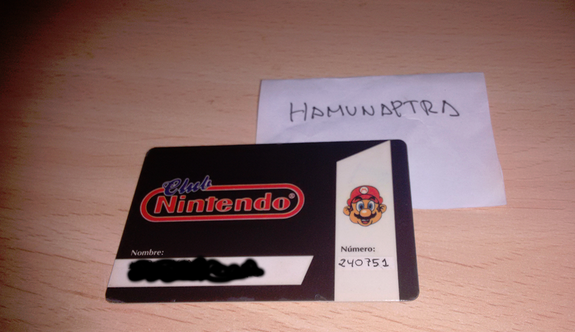 HAMUNAPTRA
Club
Nintendo®
Nombre:
Número:
240751